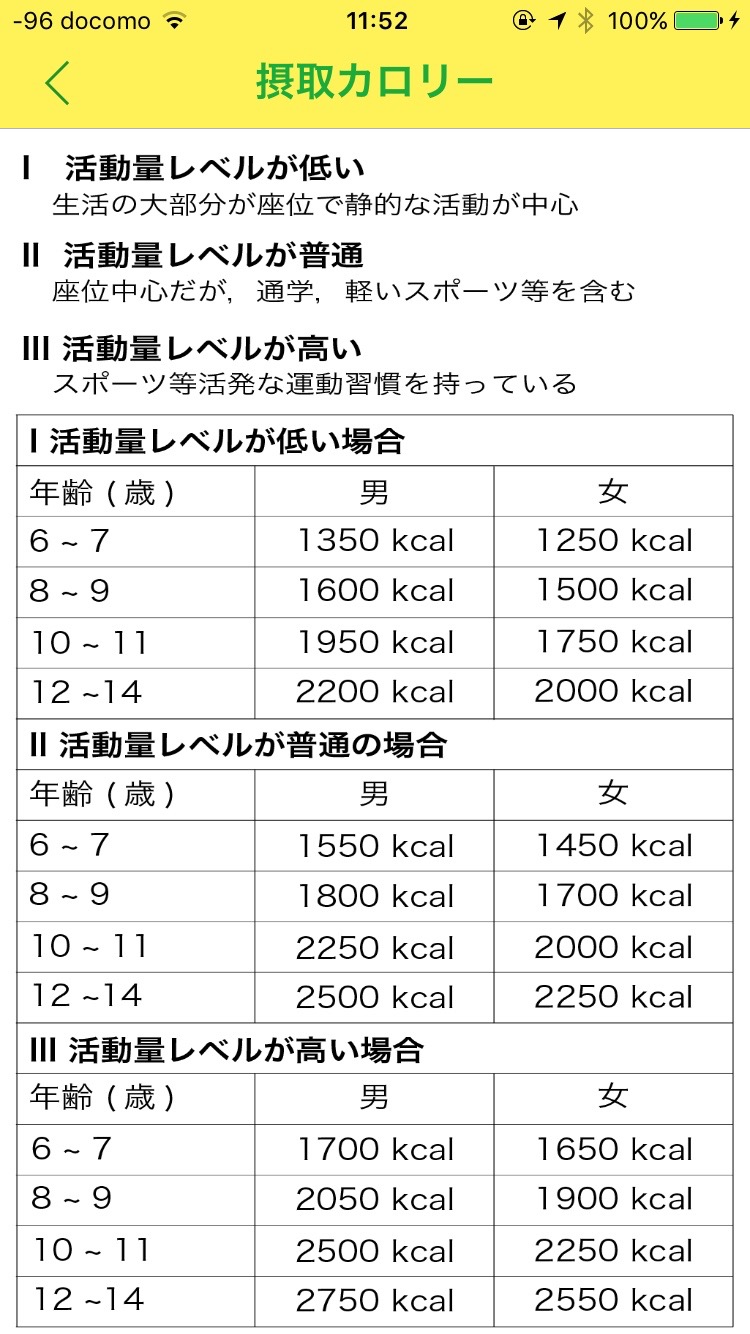 -96 docomo 11:52 100%
摂取カロリー
I 活動量レベルが低い
生活の大部分が座位で静的な活動が中心
II 活動量レベルが普通
座位中心だが，通学，軽いスポーツ等を含む
III 活動量レベルが高い
スポーツ等活発な運動習慣を持っている
I 活動量レベルが低い場合
年齢 ( 歳 ) 男 女
6 ~ 7 1350 kcal 1250 kcal
8 ~ 9 1600 kcal 1500 kcal
10 ~ 11 1950 kcal 1750 kcal
12 ~14 2200 kcal 2000 kcal
II 活動量レベルが普通の場合
年齢 ( 歳 ) 男 女
6 ~ 7 1550 kcal 1450 kcal
8 ~ 9 1800 kcal 1700 kcal
10 ~ 11 2250 kcal 2000 kcal
12 ~14 2500 kcal 2250 kcal
III 活動量レベルが高い場合
年齢 ( 歳 ) 男 女
6 ~ 7 1700 kcal 1650 kcal
8 ~ 9 2050 kcal 1900 kcal
10 ~ 11 2500 kcal 2250 kcal
12 ~14 2750 kcal 2550 kcal